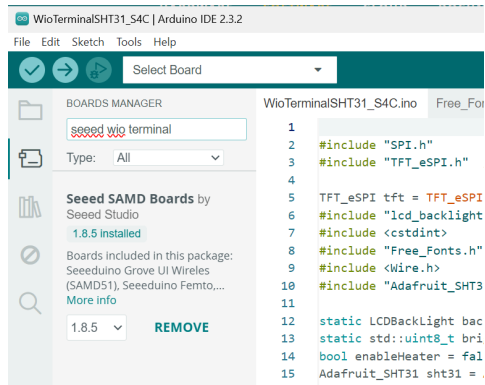 WioTerminalSHT31_S4C | Arduino IDE 2.3.2
File Edit Sketch Tools Help
Select Board
BOARDS MANAGER
seeed wio terminal
Type: All
Seeed SAMD Boards by
Seeed Studio
1.8.5 installed
Boards included in this package:
Seeeduino Grove UI Wireles
(SAMD51), Seeeduino Femto,...
More info
1.8.5 REMOVE
WioTerminalSHT31_S4C.ino Free_Fo
1
2 #include "SPI.h"
3 #include "TFT_eSPI.h"
4
5 TFT_eSPI tft = TFT_eSPI
6 #include "lcd_backlight
7 #include <cstdint>
8 #include "Free_Fonts.h"
9 #include <Wire.h>
10 #include "Adafruit_SHT3
11
12 static LCDBackLight bac
13 static std::uint8_t bri
14 bool enableHeater = fal
15 Adafruit_SHT31 sht31 =